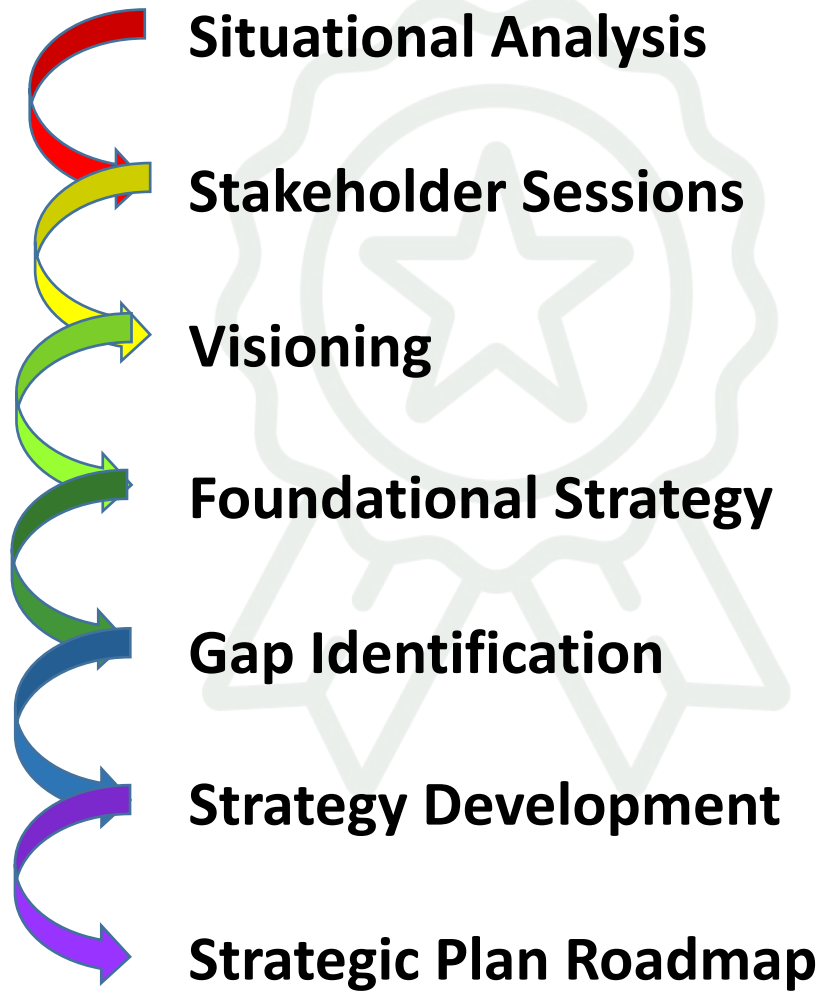 Situational Analysis
Stakeholder Sessions
Visioning
Foundational Strategy
Gap Identification
Strategy Development
Strategic Plan Roadmap